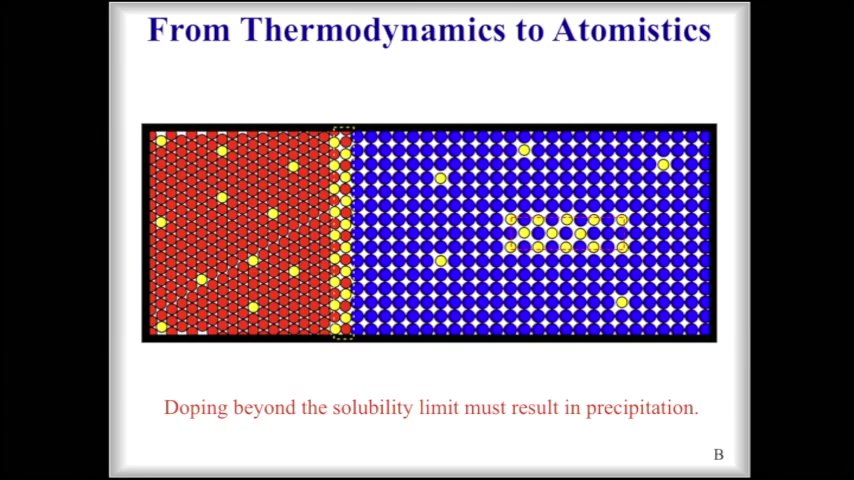 From Thermodynamics to Atomistics
Doping beyond the solubility limit must result in precipitation.
B